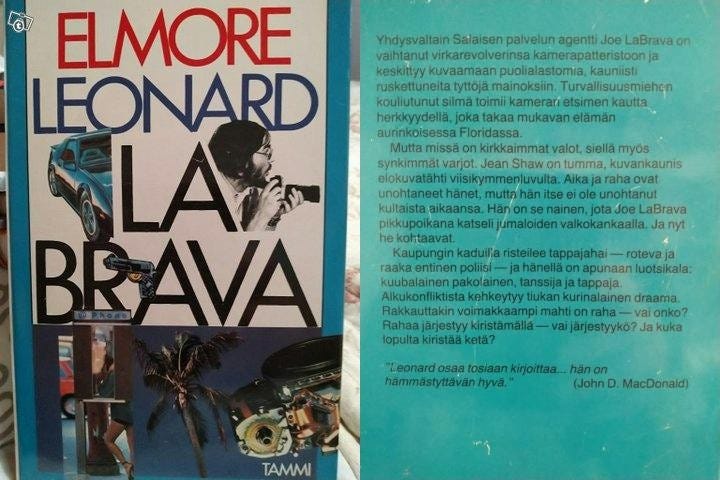 ELMORE
LEONARD
LA
BRAVA
Phone
TAMMI
Yhdysvaltain Salaisen palvelun agentti Joe LaBrava on
vaihtanut virkarevolverinsa kamerapatteristoon ja
keskittyy kuvaamaan puolialastomia, kauniisti
ruskettuneita tyttöjä mainoksiin. Turvallisuusmiehen
kouliutunut silmä toimii kameran etsimen kautta
herkkyydellä, joka takaa mukavan elämän
aurinkoisessa Floridassa.
Mutta missä on kirkkaimmat valot, siellä myös
synkimmät varjot. Jean Shaw on tumma, kuvankaunis
elokuvatähti viisikymmenluvulta. Aika ja raha ovat
unohtaneet hänet, mutta hän itse ei ole unohtanut
kultaista aikaansa. Hän on se nainen, jota Joe LaBrava
pikkupoikana katseli jumaloiden valkokankaalla. Ja nyt
he kohtaavat.
Kaupungin kaduilla risteilee tappajahai — roteva ja
raaka entinen poliisi — ja hänellä on apunaan luotsikala:
kuubalainen pakolainen, tanssija ja tappaja.
Alkukonfliktista kehkeytyy tiukan kurinalainen draama.
Rakkauttakin voimakkaampi mahti on raha — vai onko?
Rahaa järjestyy kiristämällä — vai järjestyykö? Ja kuka
lopulta kiristää ketä?
"Leonard osaa tosiaan kirjoittaa... hän on
hämmästyttävän hyvä."
(John D. MacDonald)